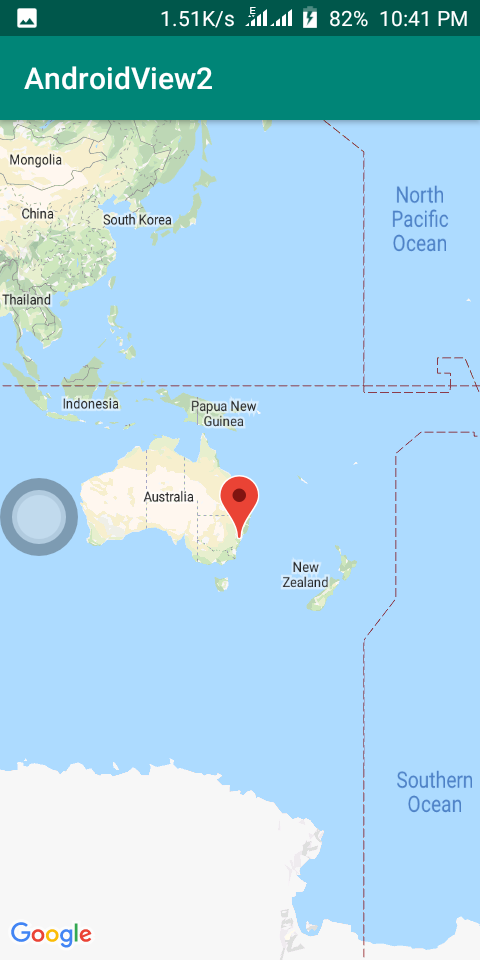 1.51K/s E 82% 10:41 PM
AndroidView2
Mongolia
North
Pacific
Ocean
China
South Korea
Thailand
Indonesia
Papua New
Guinea
Australia
New
Zealand
Southern
Ocean
Google